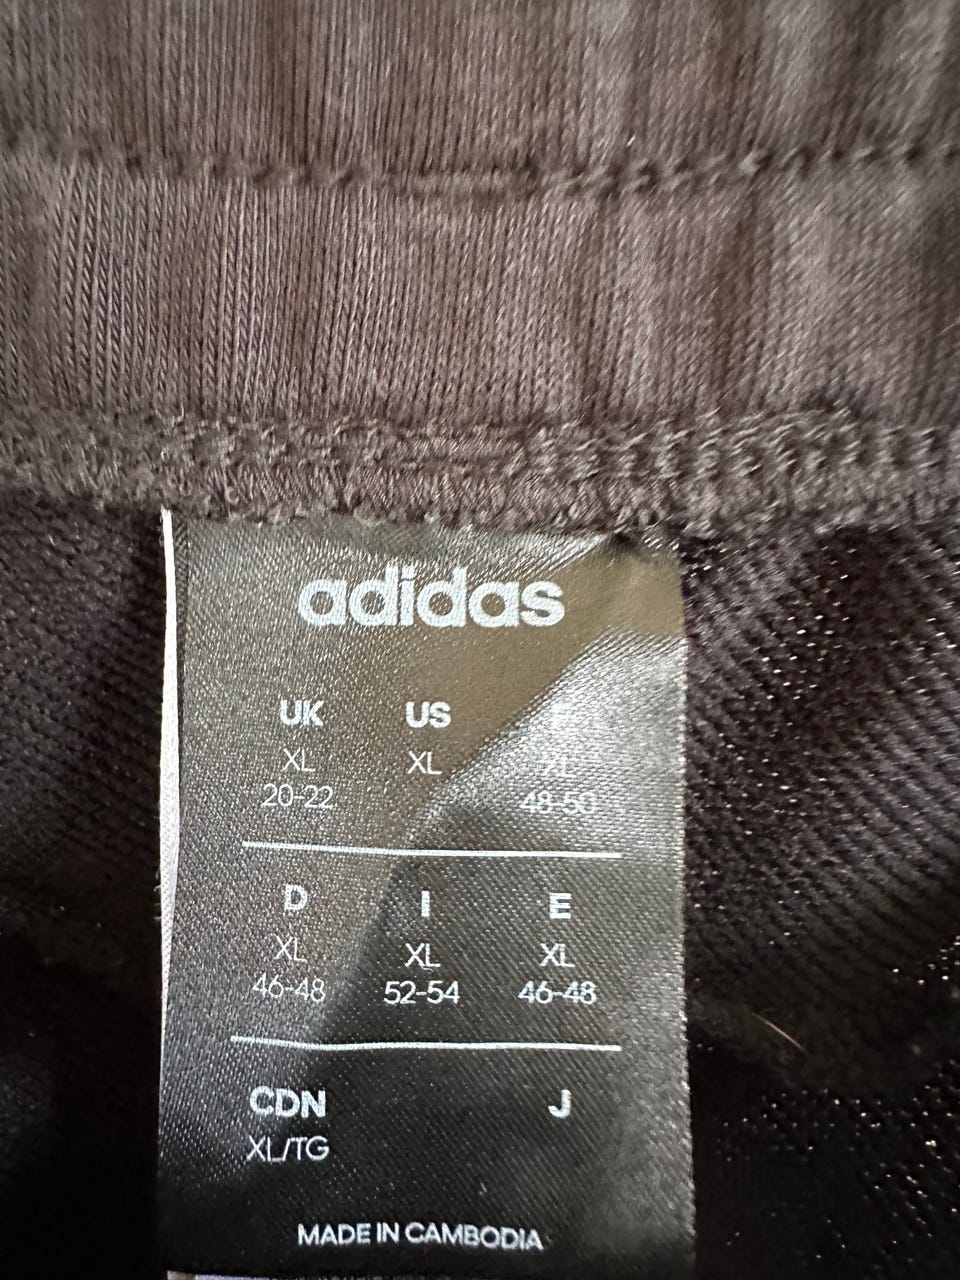 adidas
UK US F
XL XL XL
20-22 48-50
D I E
XL XL XL
46-48 52-54 46-48
CDN J
XL/TG
MADE IN CAMBODIA